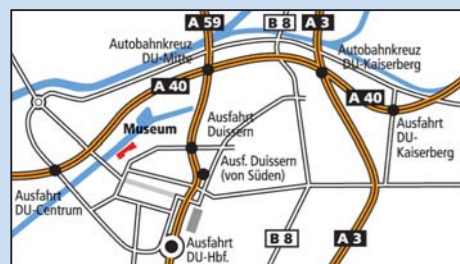 A 59
B 8
A 3
Autobahnkreuz
DU-Mitte
Autobahnkreuz
DU-Kaiserberg
A 40
A 40
Museum
Ausfahrt
Duissern
Ausfahrt
DU-
Kaiserberg
Ausf. Duissern
(von Süden)
Ausfahrt
DU-Centrum
Ausfahrt
DU-Hbf.
B 8
A 3